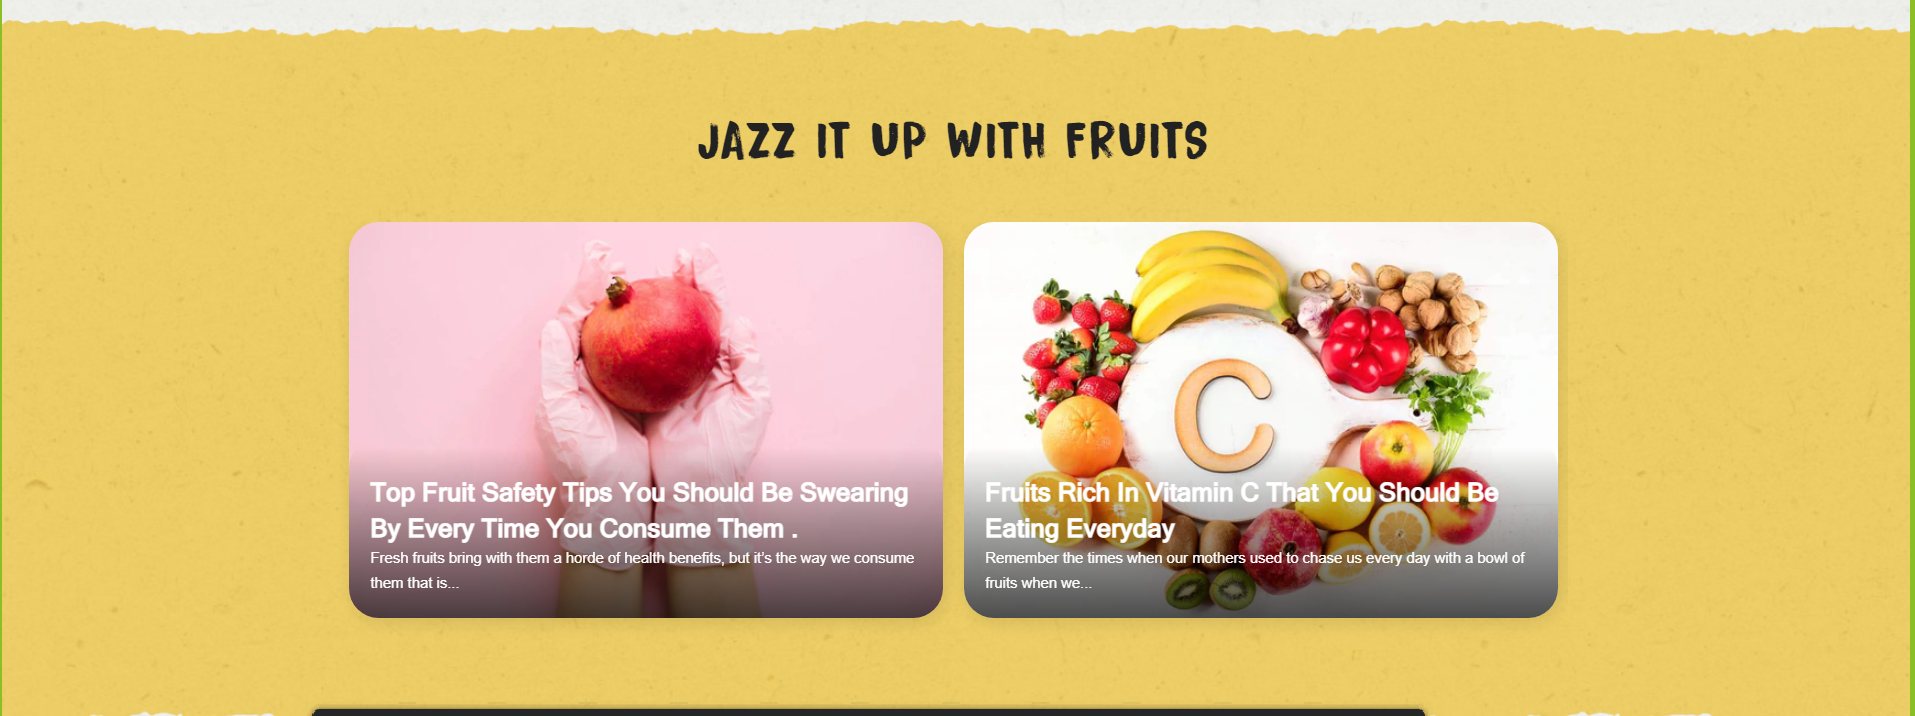 JAZZ IT UP WITH FRUITS
Top Fruit Safety Tips You Should Be Swearing
By Every Time You Consume Them .
Fresh fruits bring with them a horde of health benefits, but it's the way we consume
them that is...
C
Fruits Rich In Vitamin C That You Should Be
Eating Everyday
Remember the times when our mothers used to chase us every day with a bowl of
fruits when we...